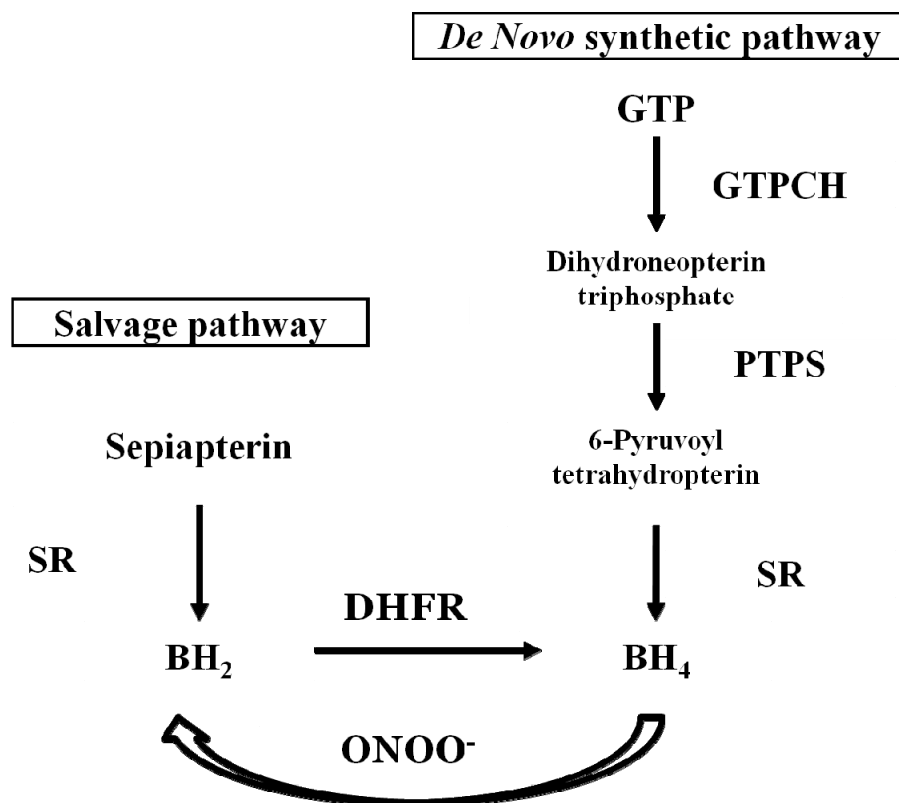 De Novo synthetic pathway
GTP
GTPCH
Dihydroneopterin
triphosphate
Salvage pathway
PTPS
Sepiapterin
6-Pyruvoyl
tetrahydropterin
SR
SR
DHFR
BH₂
BH₄
ONOO⁻